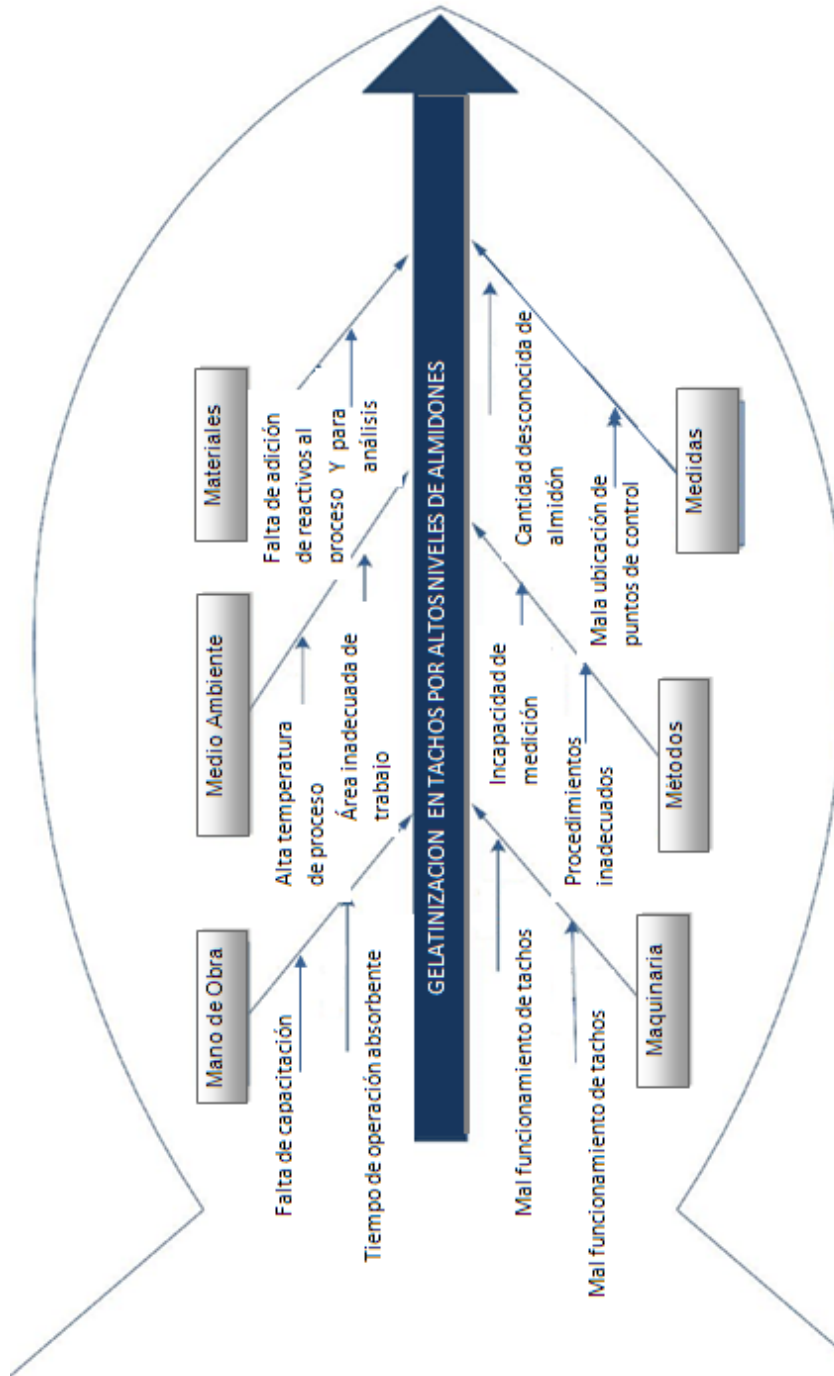 Mano de Obra
Medio Ambiente
Materiales
Falta de capacitación
Tiempo de operación absorbente
Alta temperatura
de proceso
Área inadecuada de
trabajo
Falta de adición
de reactivos al
proceso Y para
análisis
GELATINIZACION EN TACHOS POR ALTOS NIVELES DE ALMIDONES
Mal funcionamiento de tachos
Mal funcionamiento de tachos
Incapacidad de
medición
Procedimientos
inadecuados
Cantidad desconocida de
almidón
Mala ubicación de
puntos de control
Maquinaria
Métodos
Medidas